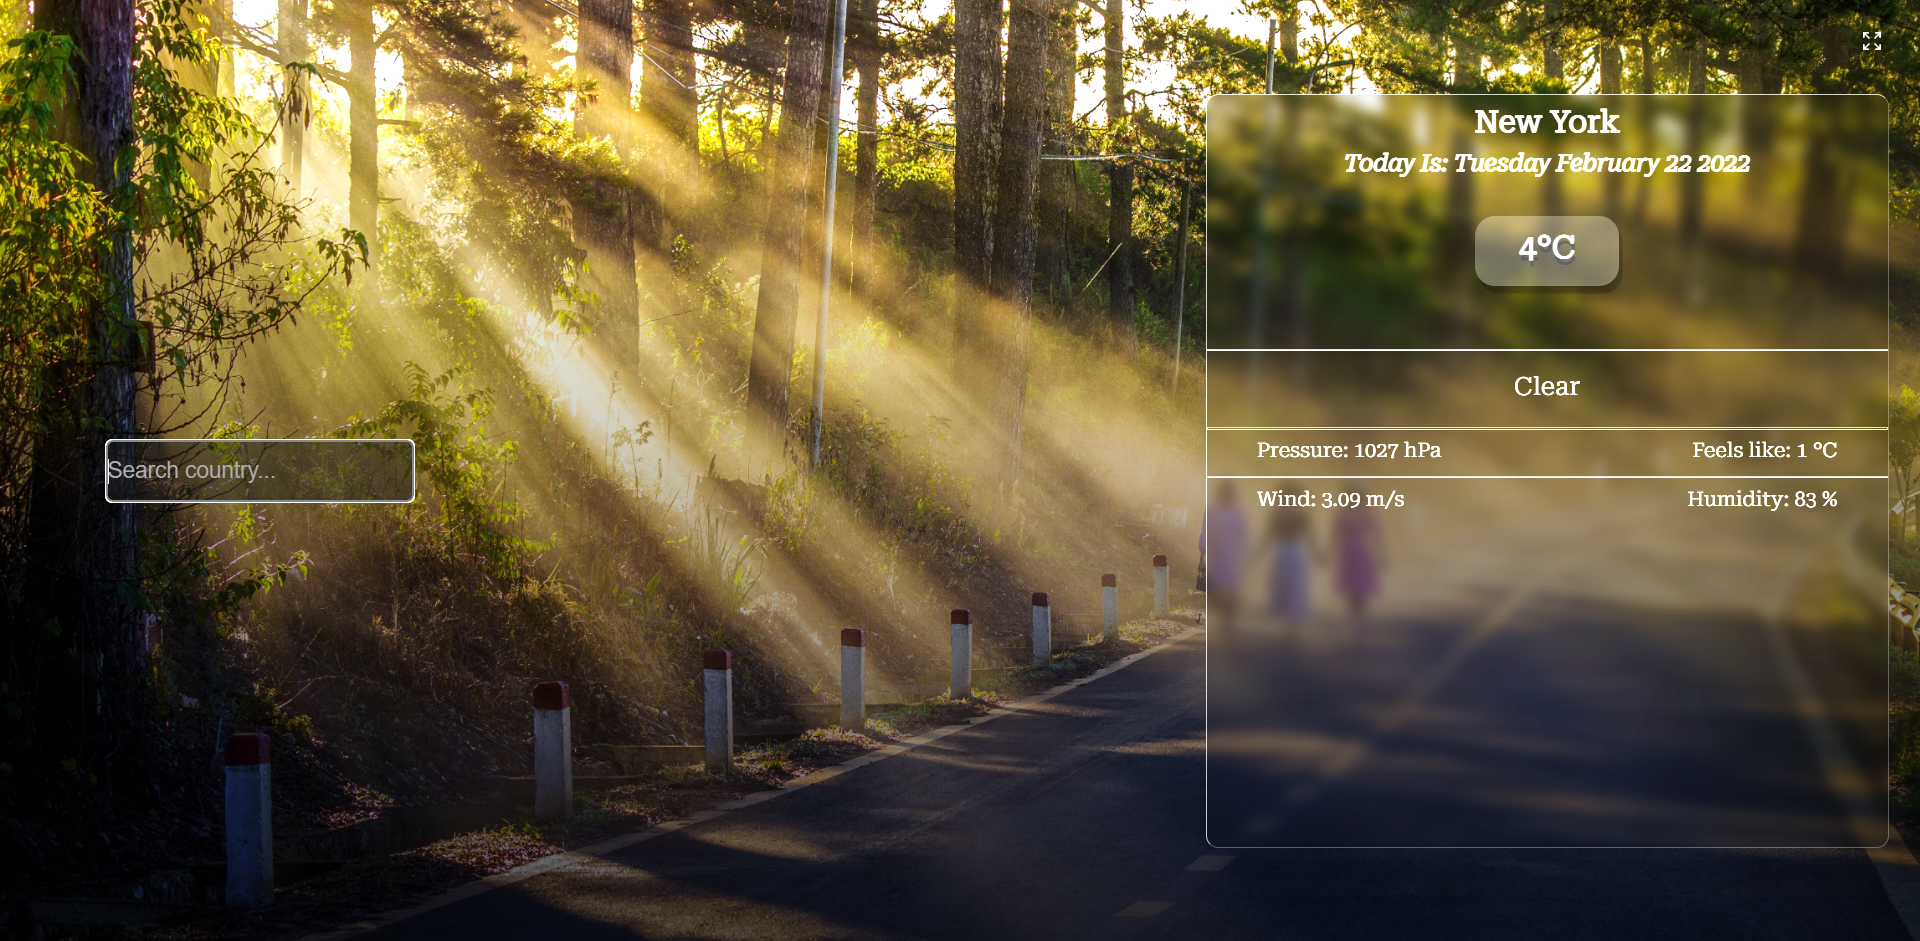 New York
Today Is: Tuesday February 22 2022
4°C
Clear
Search country...
Pressure: 1027 hPa
Feels like: 1 °C
Wind: 3.09 m/s
Humidity: 83 %